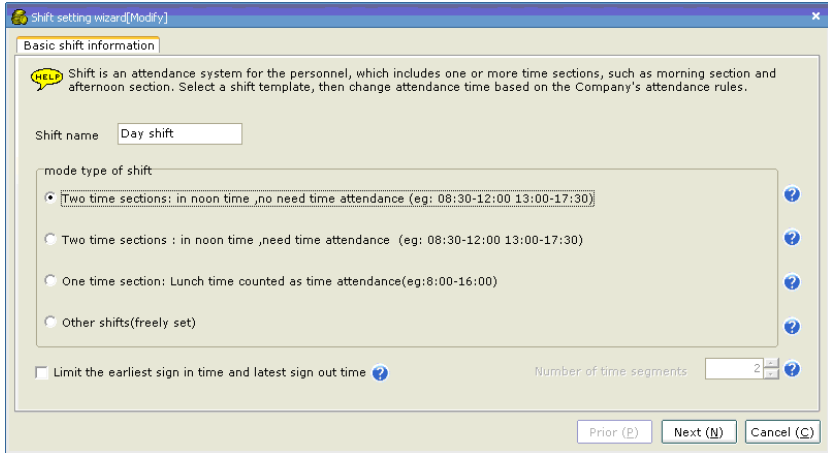 Shift setting wizard[Modify]
Basic shift information
HELP Shift is an attendance system for the personnel, which includes one or more time sections, such as morning section and
afternoon section. Select a shift template, then change attendance time based on the Company's attendance rules.
Shift name Day shift
mode type of shift
Two time sections: in noon time ,no need time attendance (eg: 08:30-12:00 13:00-17:30)
Two time sections : in noon time ,need time attendance (eg: 08:30-12:00 13:00-17:30)
One time section: Lunch time counted as time attendance(eg:8:00-16:00)
Other shifts(freely set)
Limit the earliest sign in time and latest sign out time Number of time segments 2
Prior (P) Next (N) Cancel (C)